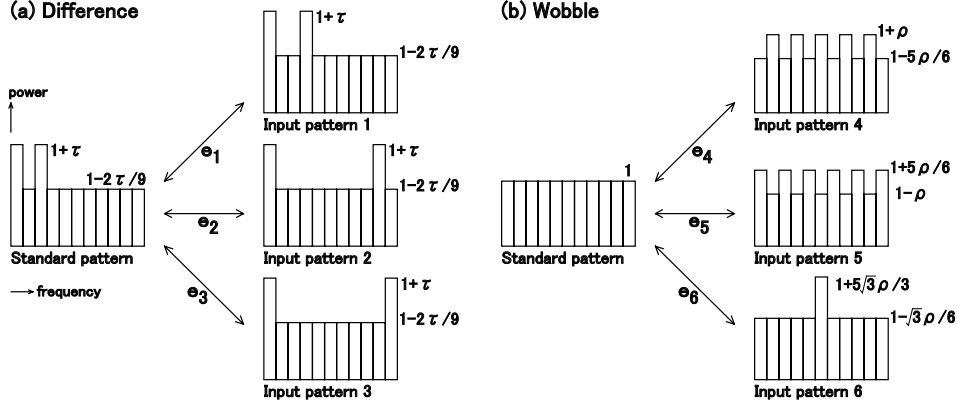 (a) Difference
1+τ
1−2τ/9
power
Input pattern 1
1+τ
1−2τ/9
Standard pattern
frequency
e1
e2
e3
1+τ
1−2τ/9
Input pattern 2
1+τ
1−2τ/9
Input pattern 3
(b) Wobble
1+ρ
1−5ρ/6
Input pattern 4
1
Standard pattern
e4
e5
e6
1+5ρ/6
1−ρ
Input pattern 5
1+5√3ρ/3
1−√3ρ/6
Input pattern 6